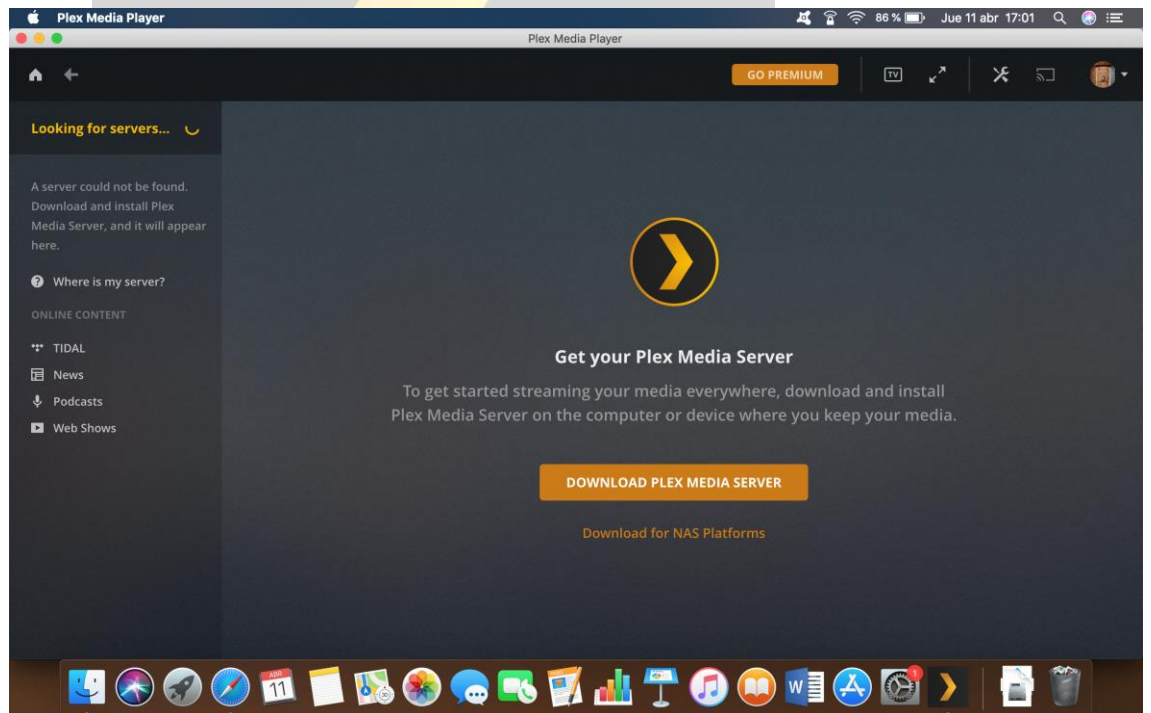 Plex Media Player
86 %
Jue 11 abr 17:01
Plex Media Player
GO PREMIUM
TV
Looking for servers...
A server could not be found.
Download and install Plex
Media Server, and it will appear
here.
Where is my server?
ONLINE CONTENT
TIDAL
News
Podcasts
Web Shows
Get your Plex Media Server
To get started streaming your media everywhere, download and install
Plex Media Server on the computer or device where you keep your media.
DOWNLOAD PLEX MEDIA SERVER
Download for NAS Platforms
ABR
11
W
1